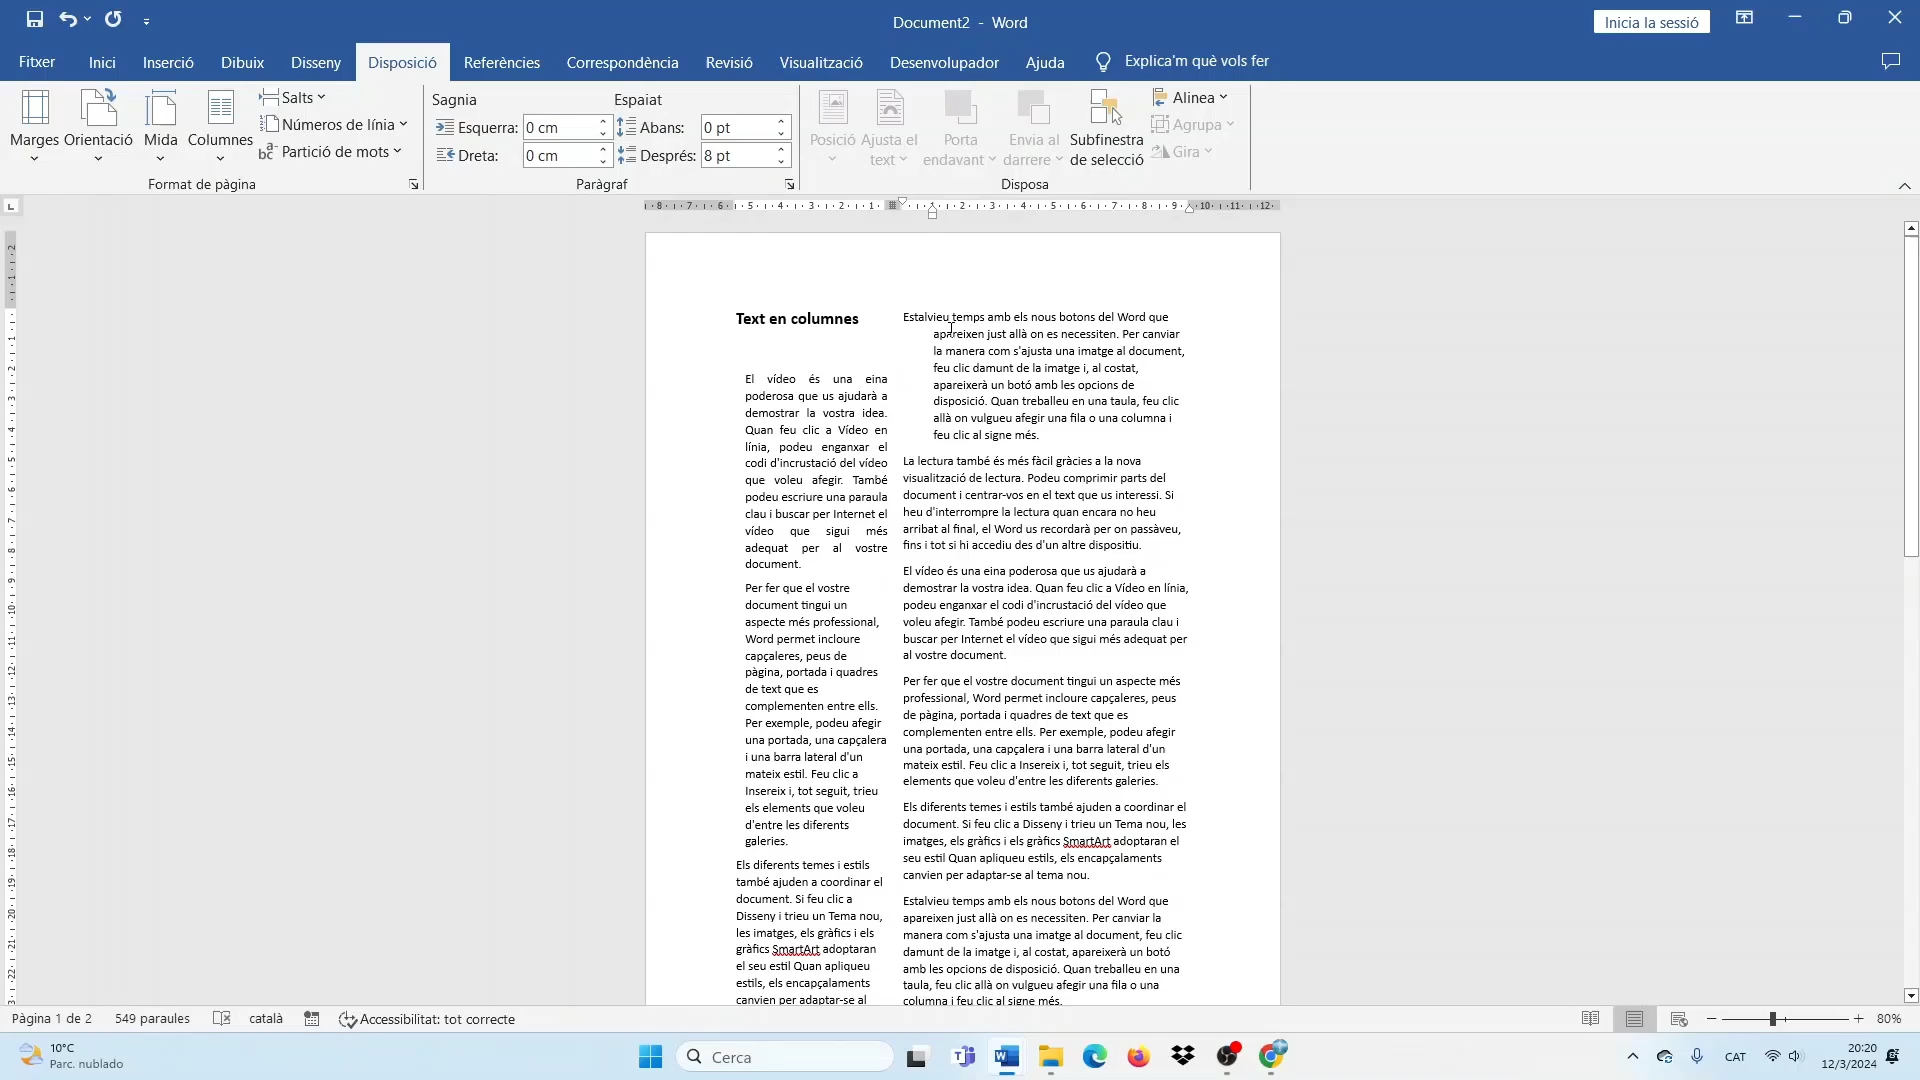 Document2 - Word
Inicia la sessió
Fitxer
Inici
Inserció
Dibuix
Disseny
Disposició
Referències
Correspondència
Revisió
Visualització
Desenvolupador
Ajuda
Explica'm què vols fer
Marges
Orientació
Mida
Columnes
Salts
Números de línia
Partició de mots
Format de pàgina
Sagnia
Esquerra: 0 cm
Dreta: 0 cm
Espaiat
Abans: 0 pt
Després: 8 pt
Paràgraf
Posició
Ajusta el
text
Porta
endavant
Envia al
darrere
Subfinestra
de selecció
Alinea
Agrupa
Gira
Disposa
Text en columnes
El vídeo és una eina
poderosa que us ajudarà a
demostrar la vostra idea.
Quan feu clic a Vídeo en
línia, podeu enganxar el
codi d'incrustació del vídeo
que voleu afegir. També
podeu escriure una paraula
clau i buscar per Internet el
vídeo que sigui més
adequat per al vostre
document.
Per fer que el vostre
document tingui un
aspecte més professional,
Word permet incloure
capçaleres, peus de
pàgina, portada i quadres
de text que es
complementen entre ells.
Per exemple, podeu afegir
una portada, una capçalera
i una barra lateral d'un
mateix estil. Feu clic a
Insereix i, tot seguit, trieu
els elements que voleu
d'entre les diferents
galeries.
Els diferents temes i estils
també ajuden a coordinar el
document. Si feu clic a
Disseny i trieu un Tema nou,
les imatges, els gràfics i els
gràfics SmartArt adoptaran
el seu estil Quan apliqueu
estils, els encapçalaments
canvien per adaptar-se al
Estalvieu temps amb els nous botons del Word que
apareixen just allà on es necessiten. Per canviar
la manera com s'ajusta una imatge al document,
feu clic damunt de la imatge i, al costat,
apareixerà un botó amb les opcions de
disposició. Quan treballeu en una taula, feu clic
allà on vulgueu afegir una fila o una columna i
feu clic al signe més.
La lectura també és més fàcil gràcies a la nova
visualització de lectura. Podeu comprimir parts del
document i centrar-vos en el text que us interessi. Si
heu d'interrompre la lectura quan encara no heu
arribat al final, el Word us recordarà per on passàveu,
fins i tot si hi accediu des d'un altre dispositiu.
El vídeo és una eina poderosa que us ajudarà a
demostrar la vostra idea. Quan feu clic a Vídeo en línia,
podeu enganxar el codi d'incrustació del vídeo que
voleu afegir. També podeu escriure una paraula clau i
buscar per Internet el vídeo que sigui més adequat per
al vostre document.
Per fer que el vostre document tingui un aspecte més
professional, Word permet incloure capçaleres, peus
de pàgina, portada i quadres de text que es
complementen entre ells. Per exemple, podeu afegir
una portada, una capçalera i una barra lateral d'un
mateix estil. Feu clic a Insereix i, tot seguit, trieu els
elements que voleu d'entre les diferents galeries.
Els diferents temes i estils també ajuden a coordinar el
document. Si feu clic a Disseny i trieu un Tema nou, les
imatges, els gràfics i els gràfics SmartArt adoptaran el
seu estil Quan apliqueu estils, els encapçalaments
canvien per adaptar-se al tema nou.
Estalvieu temps amb els nous botons del Word que
apareixen just allà on es necessiten. Per canviar la
manera com s'ajusta una imatge al document, feu clic
damunt de la imatge i, al costat, apareixerà un botó
amb les opcions de disposició. Quan treballeu en una
taula, feu clic allà on vulgueu afegir una fila o una
columna i feu clic al signe més.
Pàgina 1 de 2
549 paraules
català
Accessibilitat: tot correcte
80%
10°C
Parc. nublado
Cerca
CAT
20:20
12/3/2024